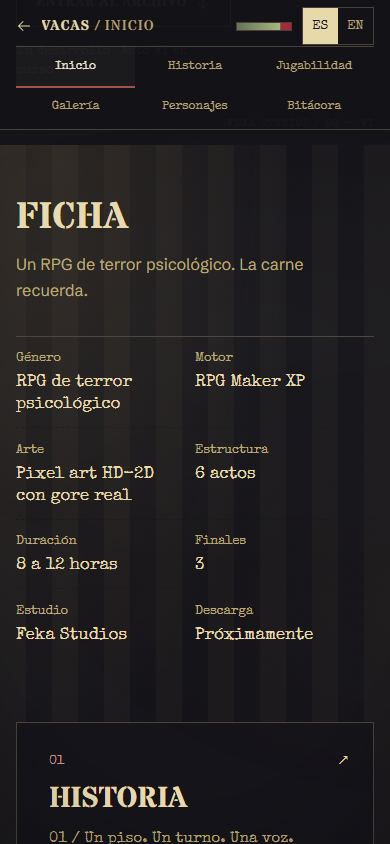 ← VACAS / INICIO
ES EN
Inicio Historia Jugabilidad
Galería Personajes Bitácora
FICHA
Un RPG de terror psicológico. La carne
recuerda.
Género Motor
RPG de terror RPG Maker XP
psicológico
Arte Estructura
Pixel art HD-2D 6 actos
con gore real
Duración Finales
8 a 12 horas 3
Estudio Descarga
Feka Studios Próximamente
01 ↗
HISTORIA
01 / Un piso. Un turno. Una voz.